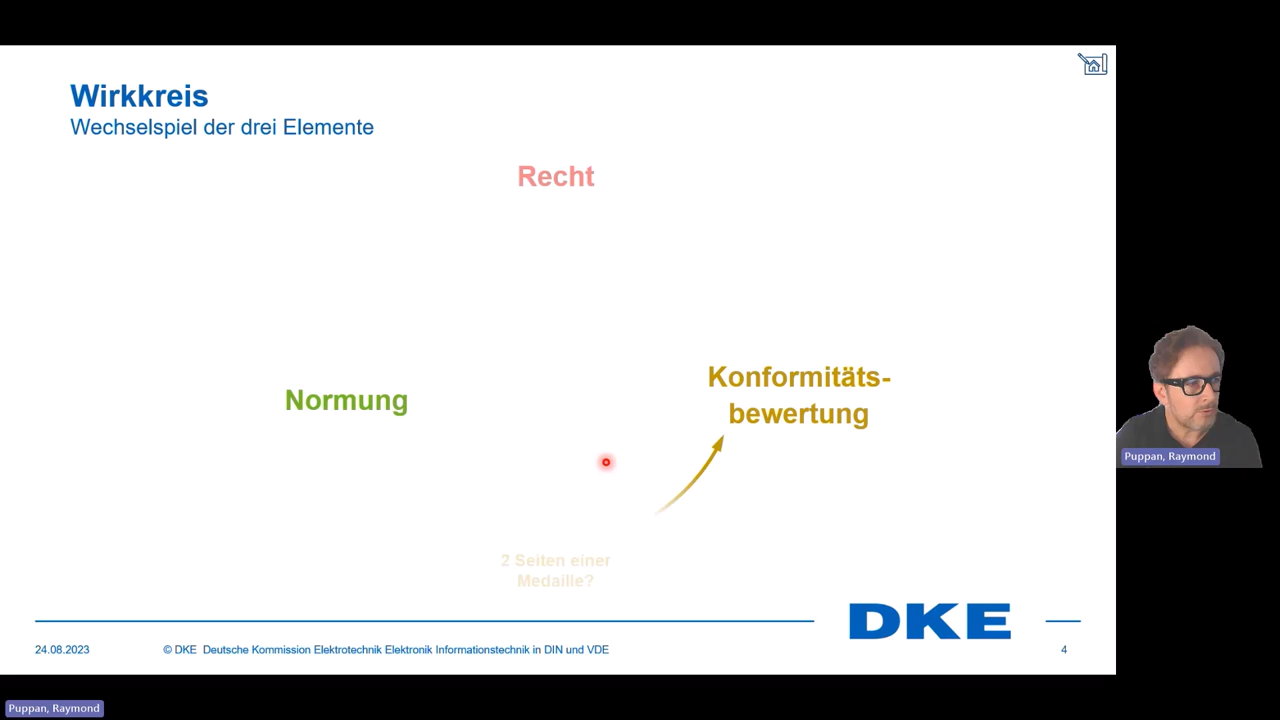 Wirkkreis
Wechselspiel der drei Elemente
Recht
Normung
Konformitäts-
bewertung
2 Seiten einer
Medaille?
DKE
24.08.2023
© DKE Deutsche Kommission Elektrotechnik Elektronik Informationstechnik in DIN und VDE
4
Puppan, Raymond
Puppan, Raymond